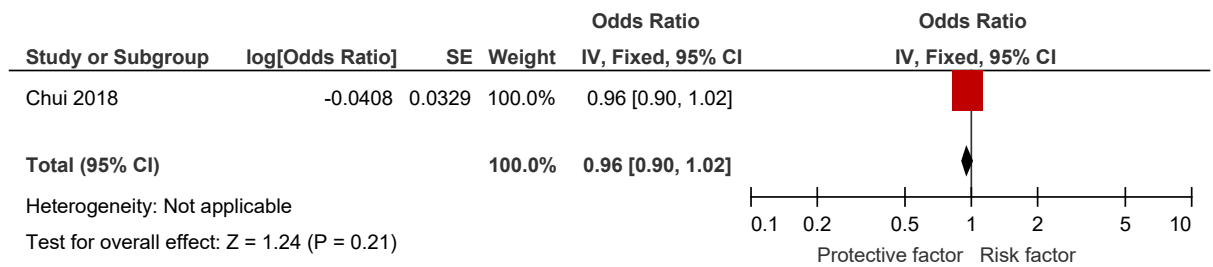 Odds Ratio Odds Ratio
Study or Subgroup log[Odds Ratio] SE Weight IV, Fixed, 95% CI IV, Fixed, 95% CI
Chui 2018 -0.0408 0.0329 100.0% 0.96 [0.90, 1.02]
Total (95% CI) 100.0% 0.96 [0.90, 1.02]
Heterogeneity: Not applicable
Test for overall effect: Z = 1.24 (P = 0.21)
0.1 0.2 0.5 1 2 5 10
Protective factor Risk factor